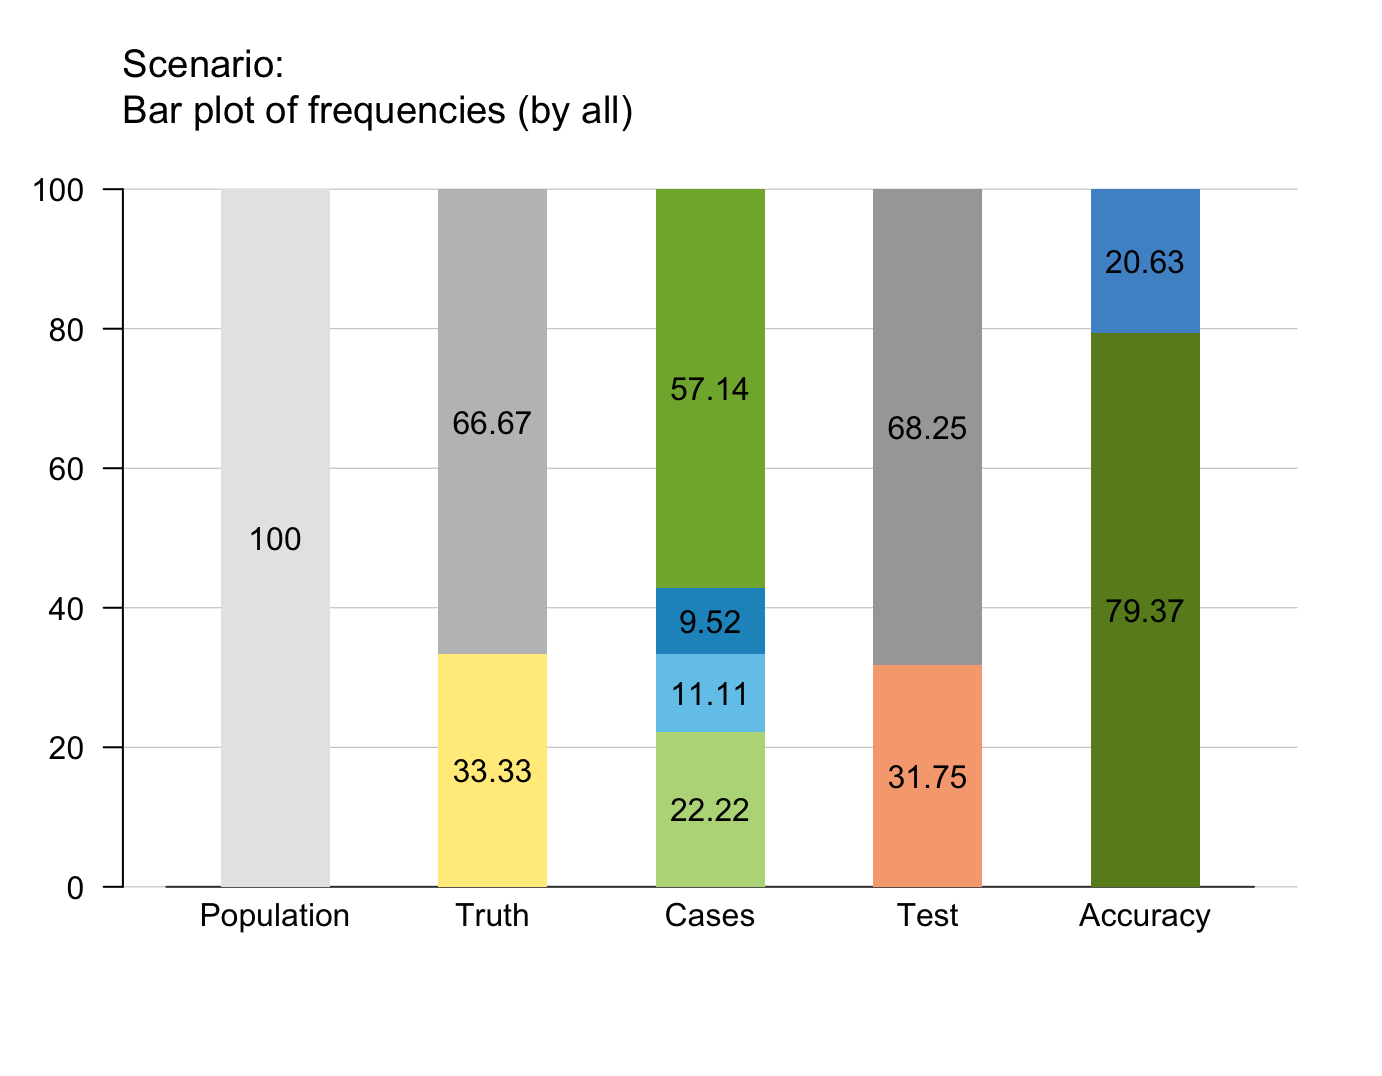 Scenario:
Bar plot of frequencies (by all)
100
80
60
40
20
0
100
66.67
33.33
57.14
9.52
11.11
22.22
68.25
31.75
20.63
79.37
Population
Truth
Cases
Test
Accuracy